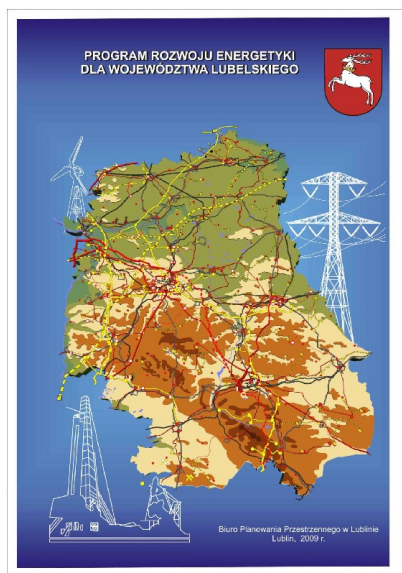 PROGRAM ROZWOJU ENERGETYKI
DLA WOJEWÓDZTWA LUBELSKIEGO
Biuro Planowania Przestrzennego w Lublinie
Lublin, 2009 r.